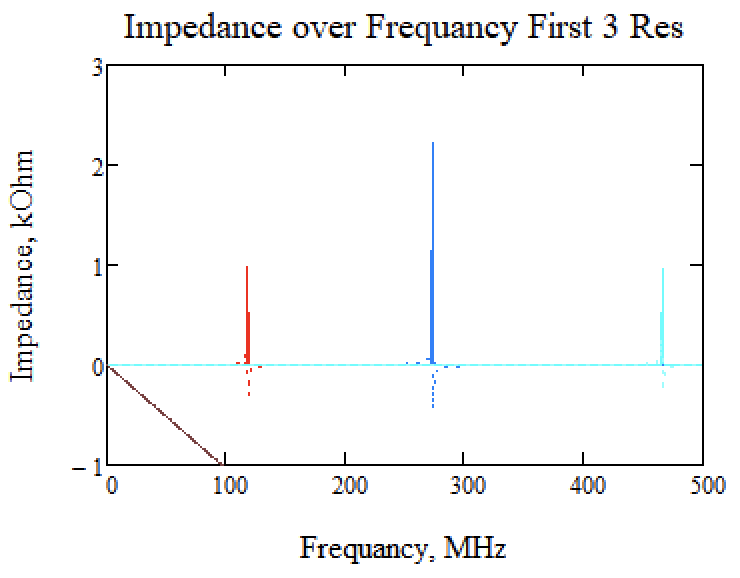 Impedance over Frequancy First 3 Res
3
2
1
0
−1
0 100 200 300 400 500
Impedance, kOhm
Frequancy, MHz